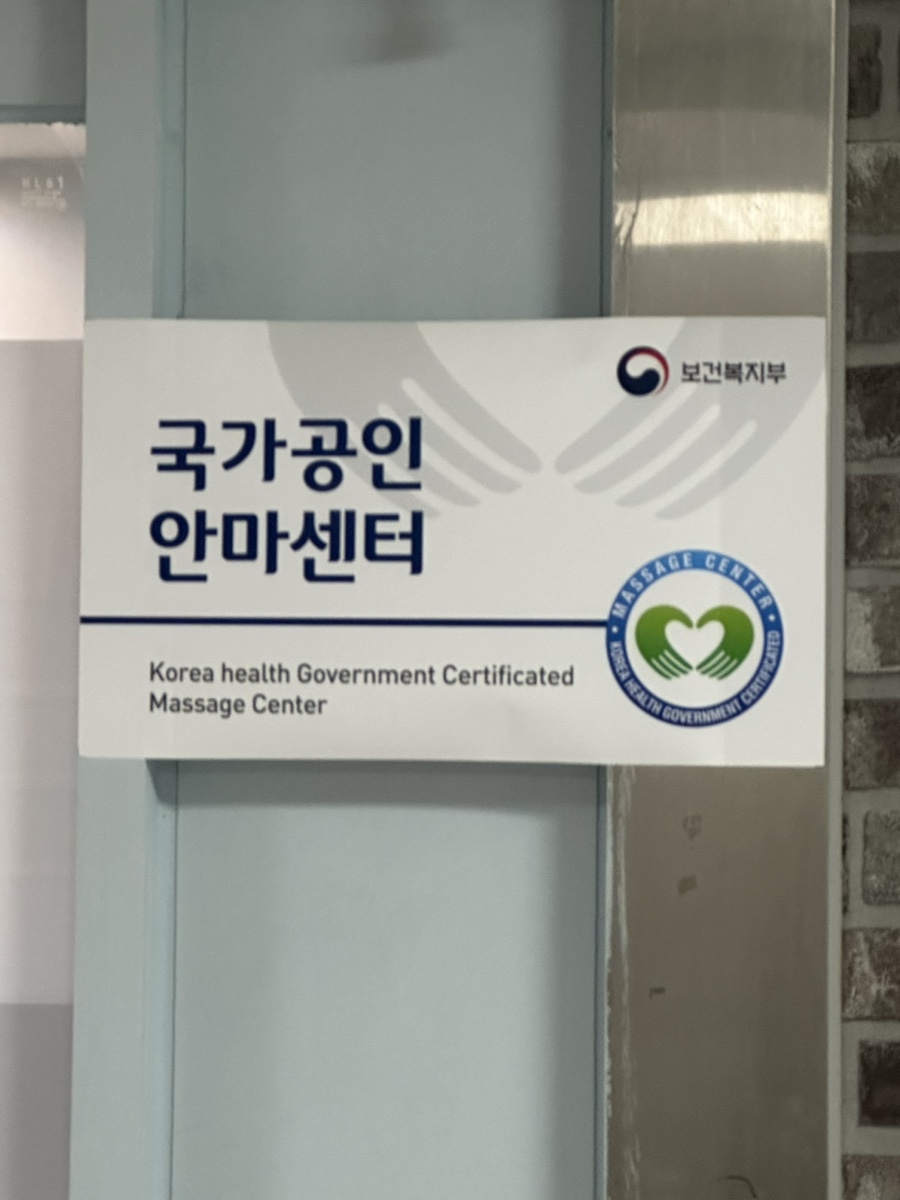 보건복지부
국가공인
안마센터
Korea health Government Certificated
Massage Center
MASSAGE CENTER
KOREA HEALTH GOVERNMENT CERTIFICATED